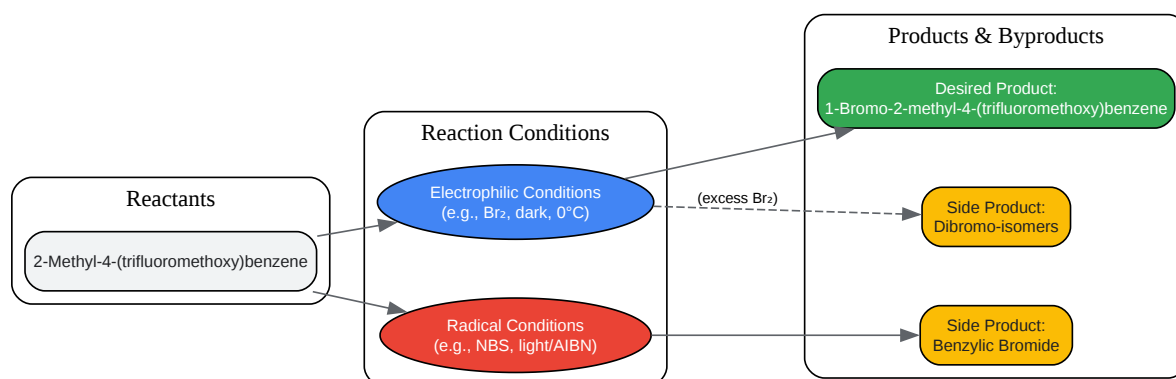 Reactants
2-Methyl-4-(trifluoromethoxy)benzene
Reaction Conditions
Electrophilic Conditions
(e.g., Br₂, dark, 0°C)
Radical Conditions
(e.g., NBS, light/AIBN)
(excess Br₂)
Products & Byproducts
Desired Product:
1-Bromo-2-methyl-4-(trifluoromethoxy)benzene
Side Product:
Dibromo-isomers
Side Product:
Benzylic Bromide